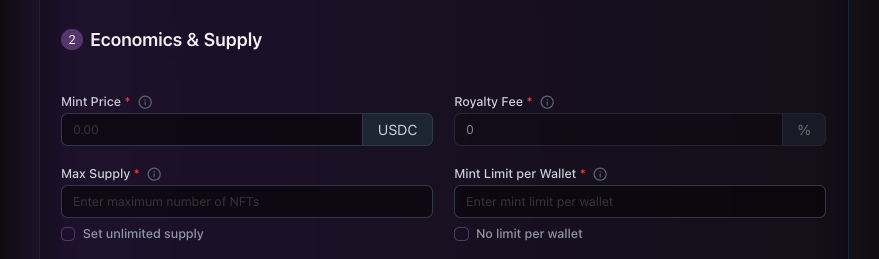 2 Economics & Supply
Mint Price * Royalty Fee *
0.00 USDC 0 %
Max Supply * Mint Limit per Wallet *
Enter maximum number of NFTs Enter mint limit per wallet
Set unlimited supply No limit per wallet